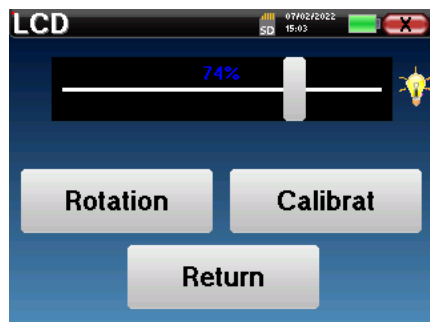 LCD
SD
07/02/2022
15:03
X
74%
Rotation
Calibrat
Return